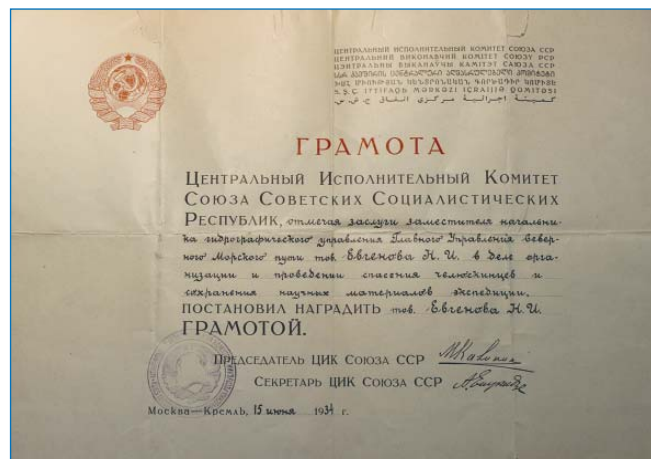 ЦЕНТРАЛЬНЫЙ ИСПОЛНИТЕЛЬНЫЙ КОМИТЕТ СОЮЗА ССР
ЦЕНТРАЛЬНИЙ ВИКОНАВЧИЙ КОМІТЕТ СОЮЗУ РСР
ЦЭНТРАЛЬНЫ ВЫКАНАЎЧЫ КАМІТЭТ САЮЗА ССР
ГРАМОТА
ЦЕНТРАЛЬНЫЙ ИСПОЛНИТЕЛЬНЫЙ КОМИТЕТ
СОЮЗА СОВЕТСКИХ СОЦИАЛИСТИЧЕСКИХ
РЕСПУБЛИК, отмечая заслуги заместителя начальни-
ка гидрографического управления Главного Управления Север-
ного Морского пути тов. Евгенова Н. И. в деле орга-
низации и проведении спасения челюскинцев и
сохранения научных материалов экспедиции,
ПОСТАНОВИЛ НАГРАДИТЬ тов. Евгенова Н. И.
ГРАМОТОЙ.
ПРЕДСЕДАТЕЛЬ ЦИК СОЮЗА ССР
СЕКРЕТАРЬ ЦИК СОЮЗА ССР
Москва—Кремль, 15 июня 1934 г.